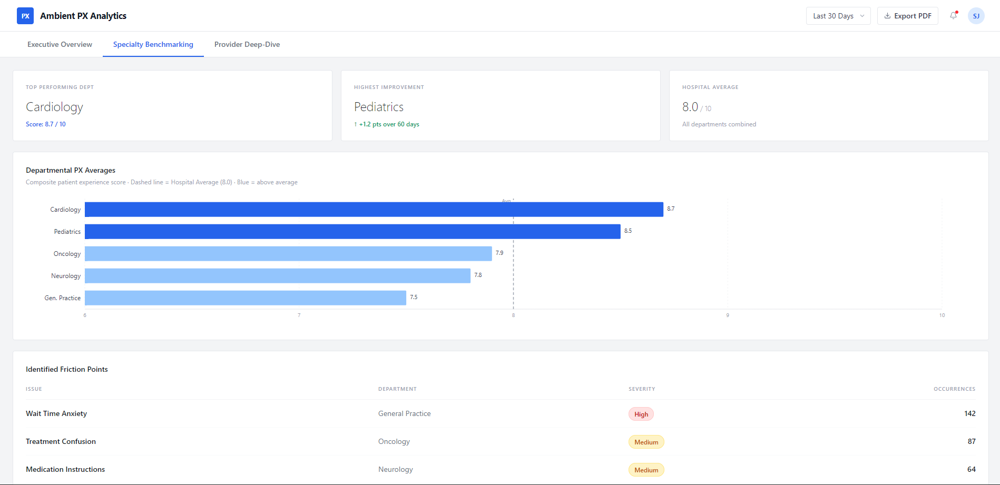 PX Ambient PX Analytics Last 30 Days Export PDF SJ
Executive Overview Specialty Benchmarking Provider Deep-Dive
TOP PERFORMING DEPT
Cardiology
Score: 8.7 / 10
HIGHEST IMPROVEMENT
Pediatrics
↑ +1.2 pts over 60 days
HOSPITAL AVERAGE
8.0 / 10
All departments combined
Departmental PX Averages
Composite patient experience score · Dashed line = Hospital Average (8.0) · Blue = above average
Avg
Cardiology 8.7
Pediatrics 8.5
Oncology 7.9
Neurology 7.8
Gen. Practice 7.5
6 7 8 9 10
Identified Friction Points
ISSUE DEPARTMENT SEVERITY OCCURRENCES
Wait Time Anxiety General Practice High 142
Treatment Confusion Oncology Medium 87
Medication Instructions Neurology Medium 64